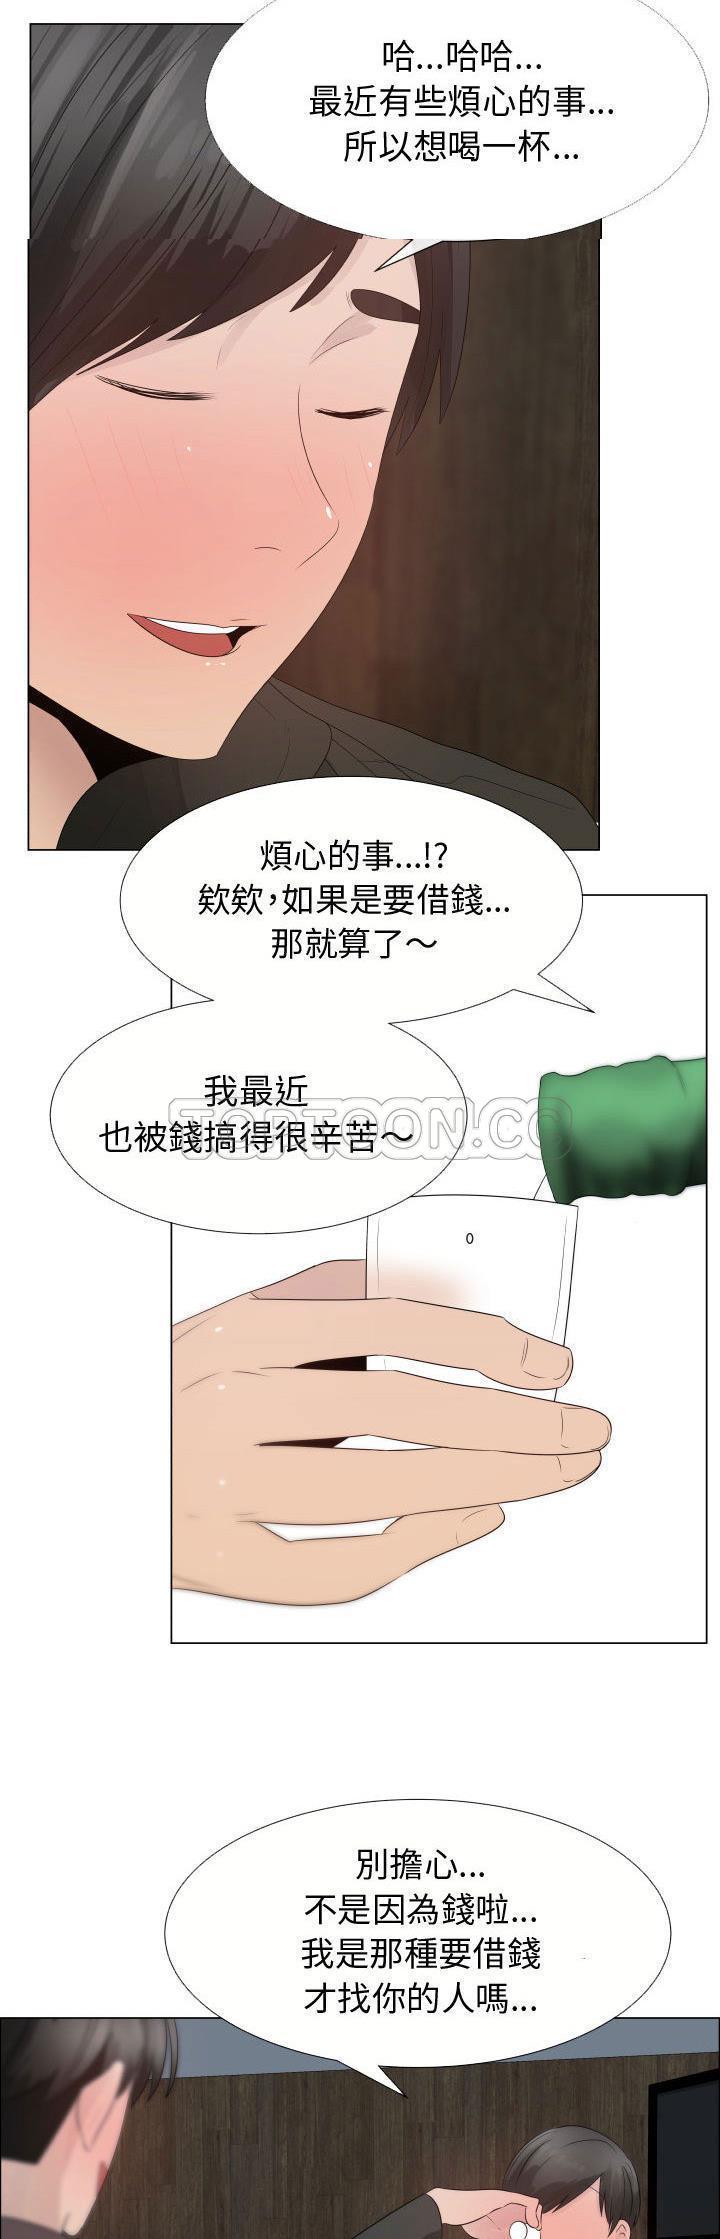 哈...哈哈...
最近有些煩心的事...
所以想喝一杯...
煩心的事...!?
欸欸,如果是要借錢...
那就算了～
我最近
也被錢搞得很辛苦～
TOPTOON.CC
別擔心...
不是因為錢啦...
我是那種要借錢
才找你的人嗎...